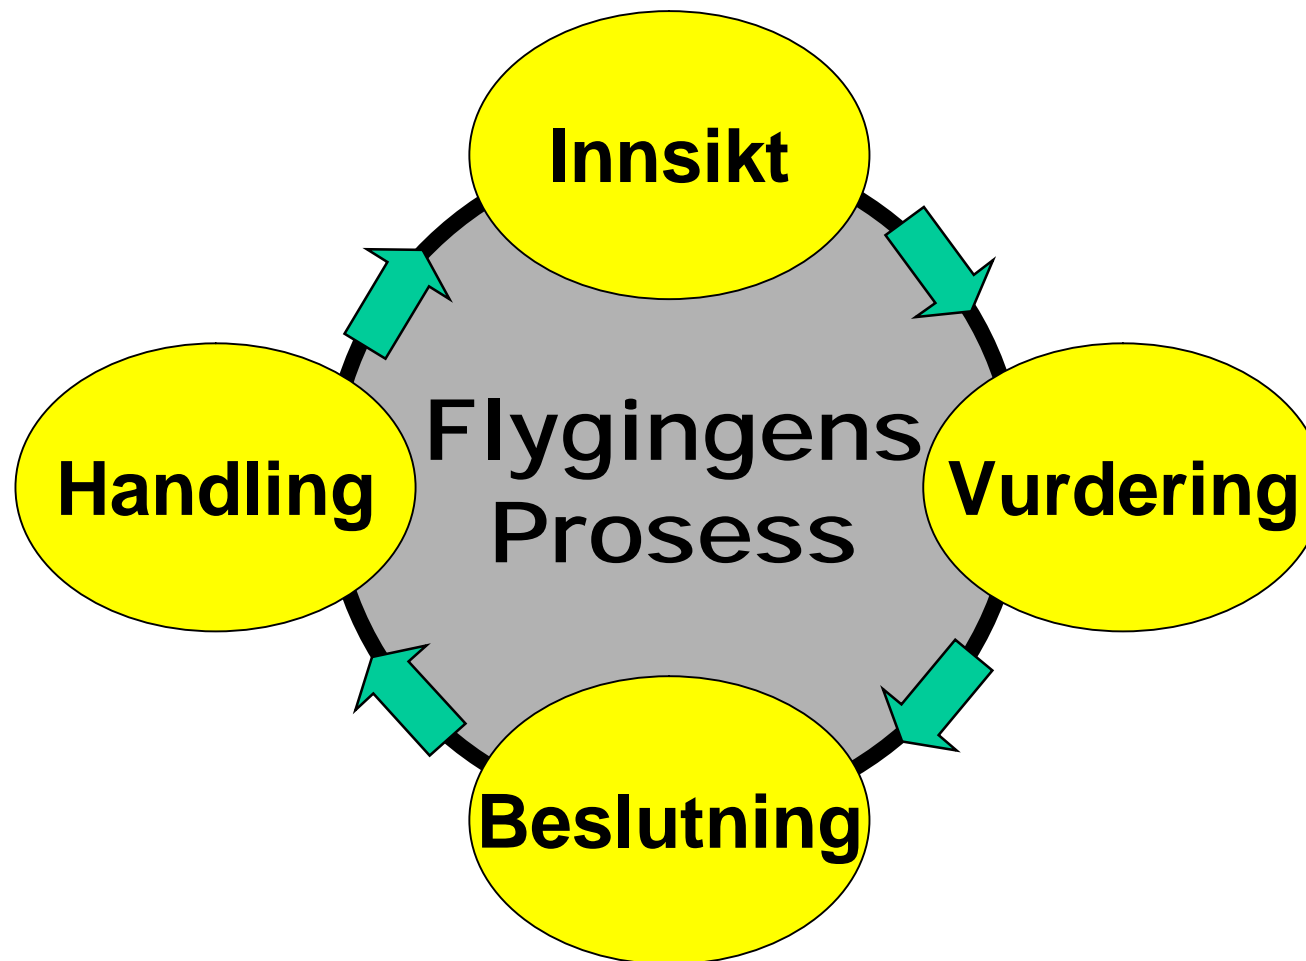 Innsikt
Flygingens
Prosess
Handling
Vurdering
Beslutning